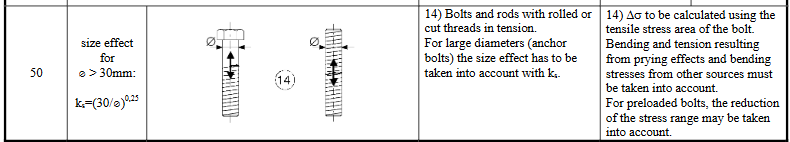 50
size effect
for
⌀ > 30mm:
kₛ=(30/⌀)^0,25
Ø
Ø
14
14) Bolts and rods with rolled or
cut threads in tension.
For large diameters (anchor
bolts) the size effect has to be
taken into account with kₛ.
14) Δσ to be calculated using the
tensile stress area of the bolt.
Bending and tension resulting
from prying effects and bending
stresses from other sources must
be taken into account.
For preloaded bolts, the reduction
of the stress range may be taken
into account.